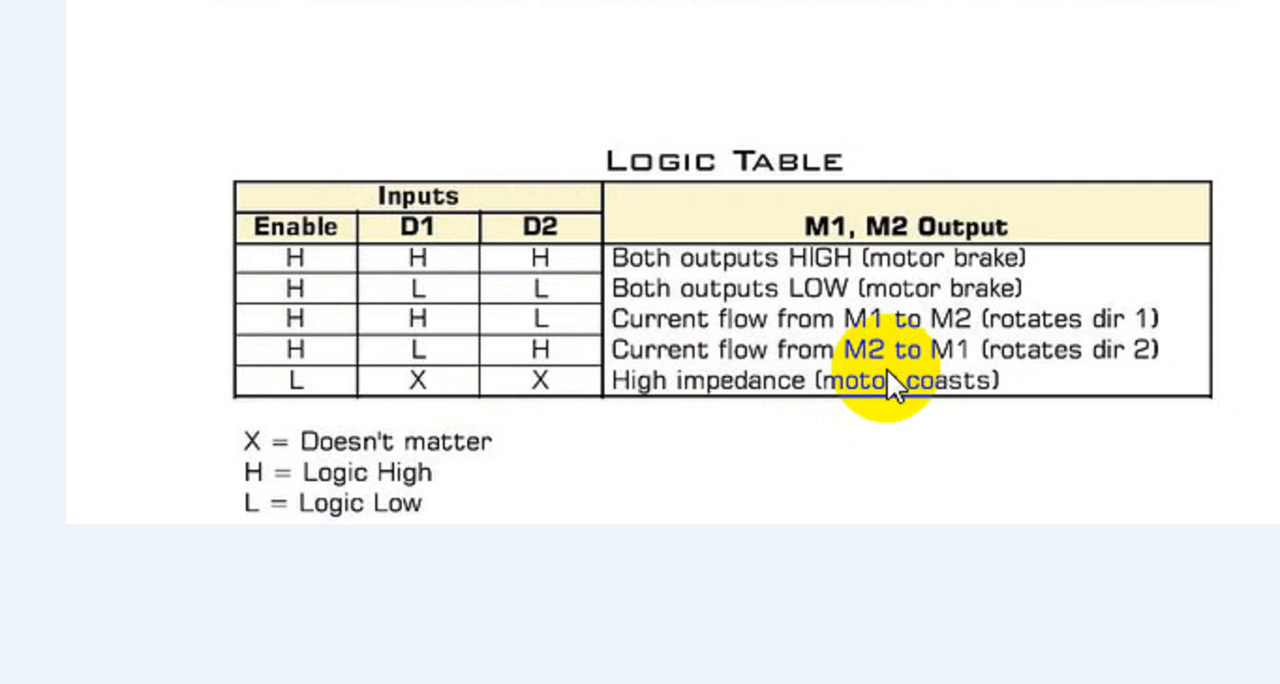 LOGIC TABLE
Inputs
Enable D1 D2 M1, M2 Output
H H H Both outputs HIGH (motor brake)
H L L Both outputs LOW (motor brake)
H H L Current flow from M1 to M2 (rotates dir 1)
H L H Current flow from M2 to M1 (rotates dir 2)
L X X High impedance (motor coasts)
X = Doesn't matter
H = Logic High
L = Logic Low